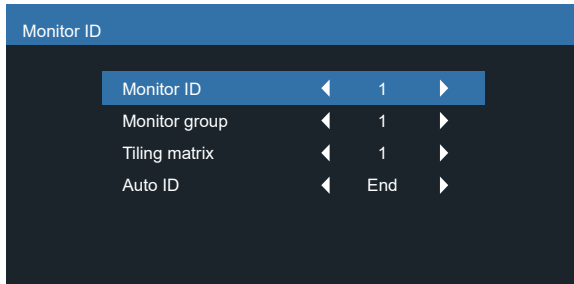 Monitor ID
Monitor ID 1
Monitor group 1
Tiling matrix 1
Auto ID End